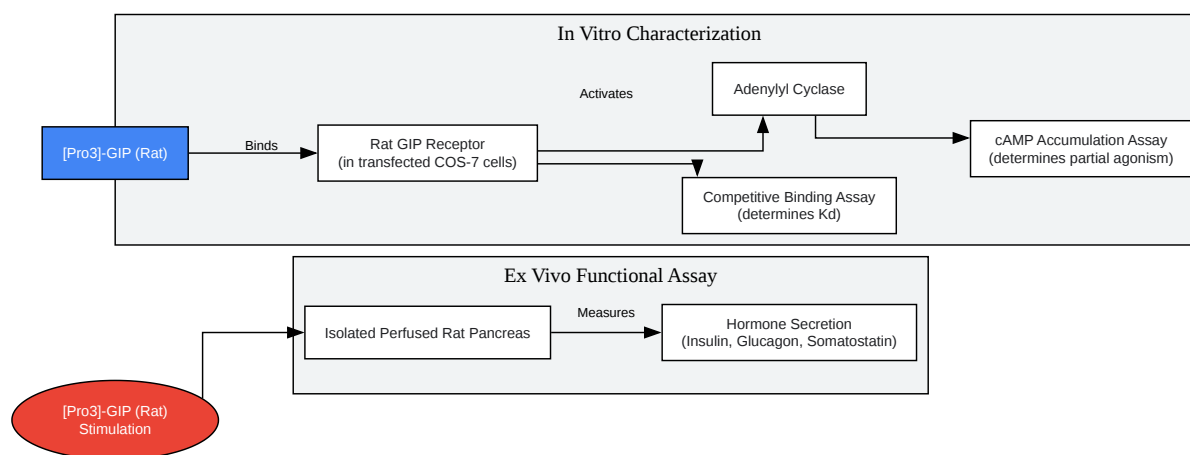 In Vitro Characterization
Activates
Adenylyl Cyclase
[Pro3]-GIP (Rat)
Binds
Rat GIP Receptor
(in transfected COS-7 cells)
cAMP Accumulation Assay
(determines partial agonism)
Competitive Binding Assay
(determines Kd)
Ex Vivo Functional Assay
Isolated Perfused Rat Pancreas
Measures
Hormone Secretion
(Insulin, Glucagon, Somatostatin)
[Pro3]-GIP (Rat)
Stimulation